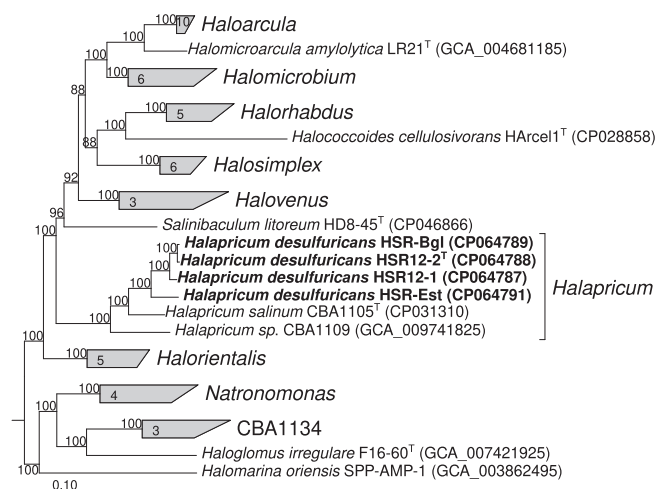 100 10 Haloarcula
100
Halomicroarcula amylolytica LR21T (GCA_004681185)
100
100 6 Halomicrobium
88
100 5 Halorhabdus
100
Halococcoides cellulosivorans HArcel1T (CP028858)
88
100 6 Halosimplex
92
100 3 Halovenus
96
Salinibaculum litoreum HD8-45T (CP046866)
100
Halapricum desulfuricans HSR-Bgl (CP064789)
100
Halapricum desulfuricans HSR12-2T (CP064788)
100
Halapricum desulfuricans HSR12-1 (CP064787)
100
Halapricum desulfuricans HSR-Est (CP064791)
Halapricum
100
Halapricum salinum CBA1105T (CP031310)
100
Halapricum sp. CBA1109 (GCA_009741825)
100
100 5 Halorientalis
100 4 Natronomonas
100
100 3 CBA1134
100
Haloglomus irregulare F16-60T (GCA_007421925)
100
Halomarina oriensis SPP-AMP-1 (GCA_003862495)
0.10